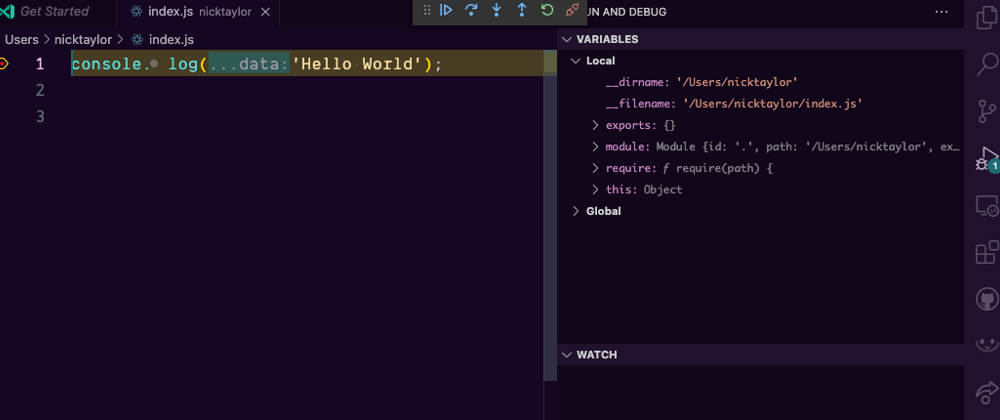 Get Started
index.js nicktaylor
UN AND DEBUG
Users > nicktaylor > index.js
1 console. log(...data:'Hello World');
2
3
VARIABLES
Local
__dirname: '/Users/nicktaylor'
__filename: '/Users/nicktaylor/index.js'
exports: {}
module: Module {id: '.', path: '/Users/nicktaylor', ex…
require: ƒ require(path) {
this: Object
Global
WATCH
1